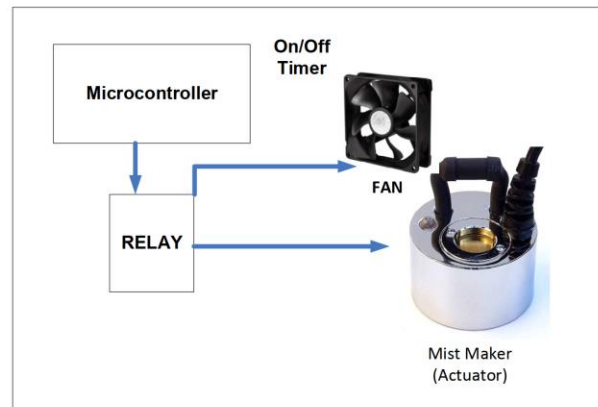 On/Off
Timer
Microcontroller
FAN
RELAY
Mist Maker
(Actuator)